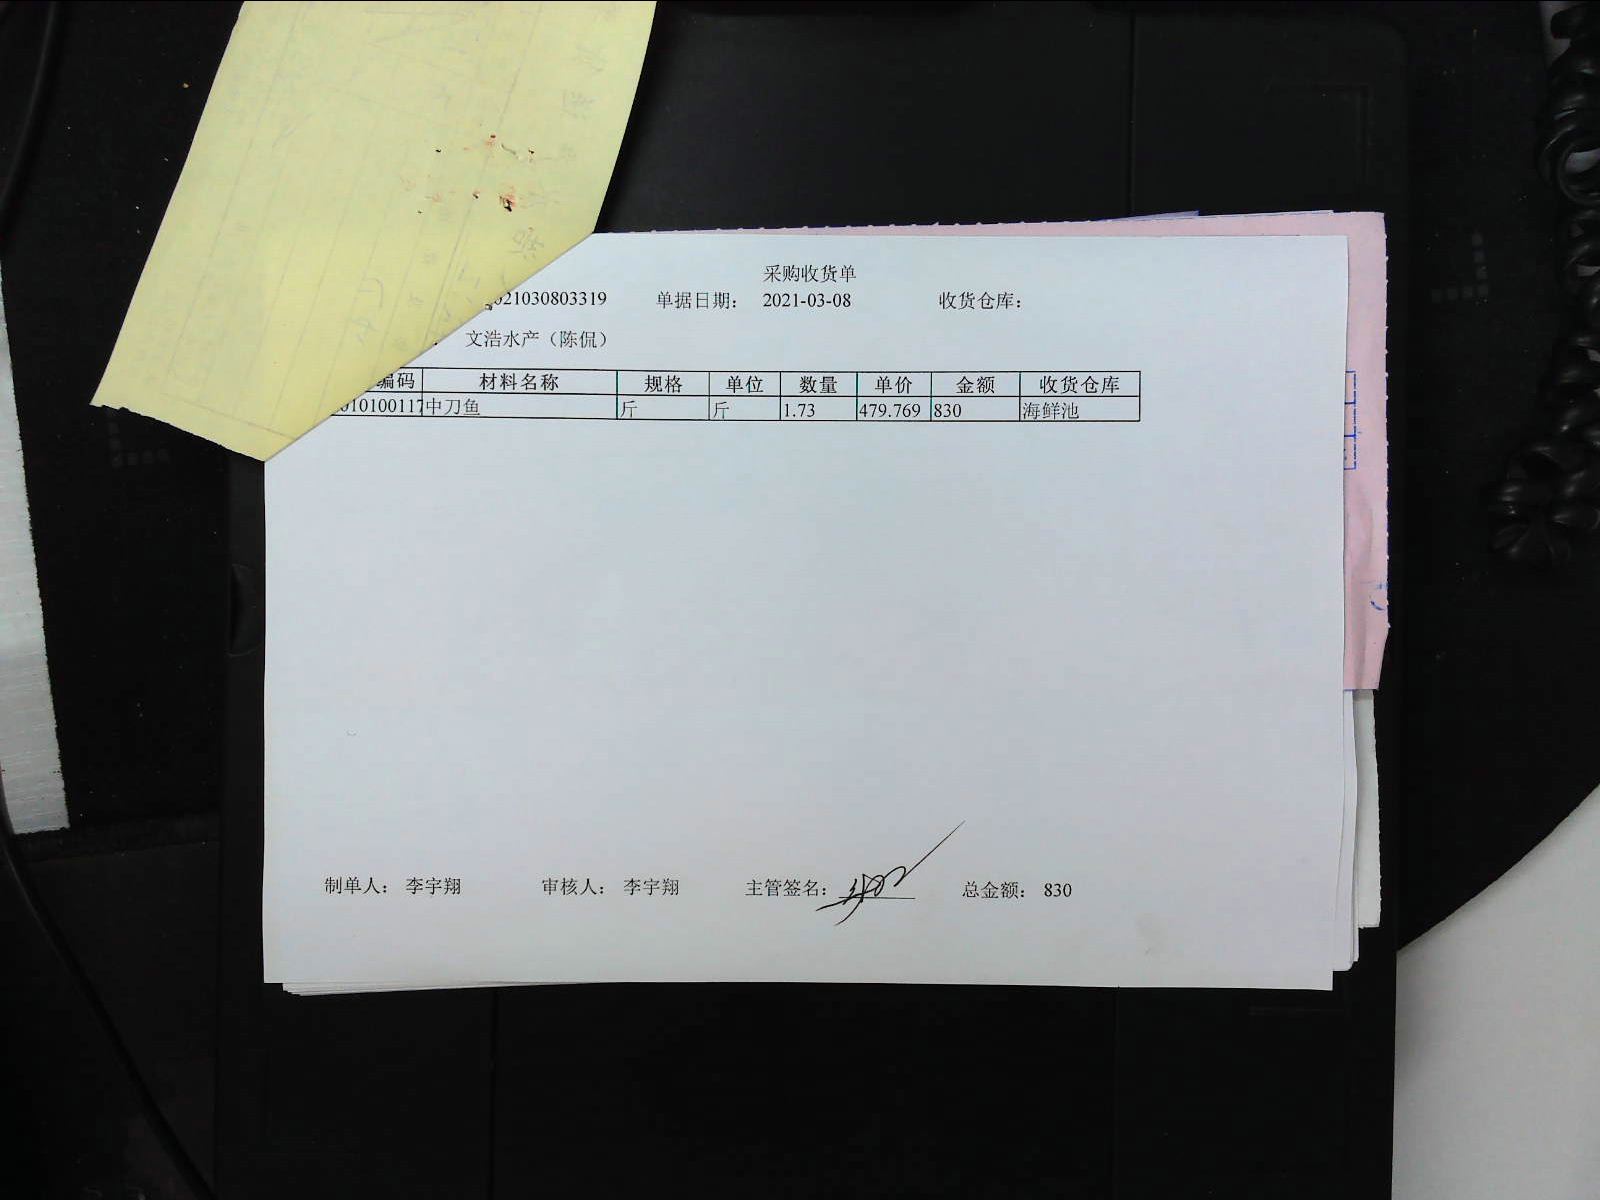 采购收货单
021030803319 单据日期： 2021-03-08 收货仓库：
文浩水产（陈侃）
编码 材料名称 规格 单位 数量 单价 金额 收货仓库
010100117 中刀鱼 斤 斤 1.73 479.769 830 海鲜池
制单人： 李宇翔 审核人： 李宇翔 主管签名： 总金额： 830